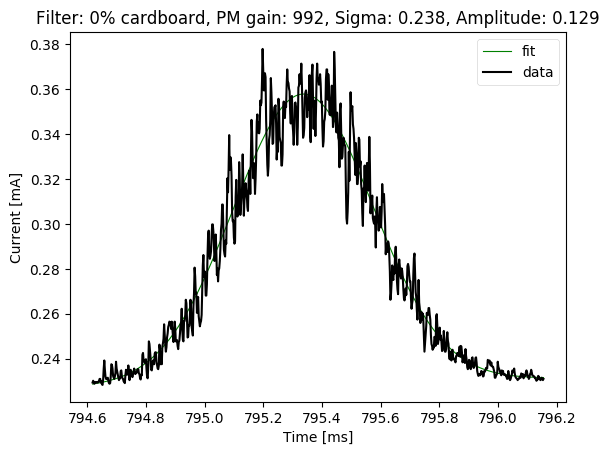 Filter: 0% cardboard, PM gain: 992, Sigma: 0.238, Amplitude: 0.129
0.38
fit
data
0.36
0.34
0.32
0.30
0.28
0.26
0.24
Current [mA]
794.6 794.8 795.0 795.2 795.4 795.6 795.8 796.0 796.2
Time [ms]